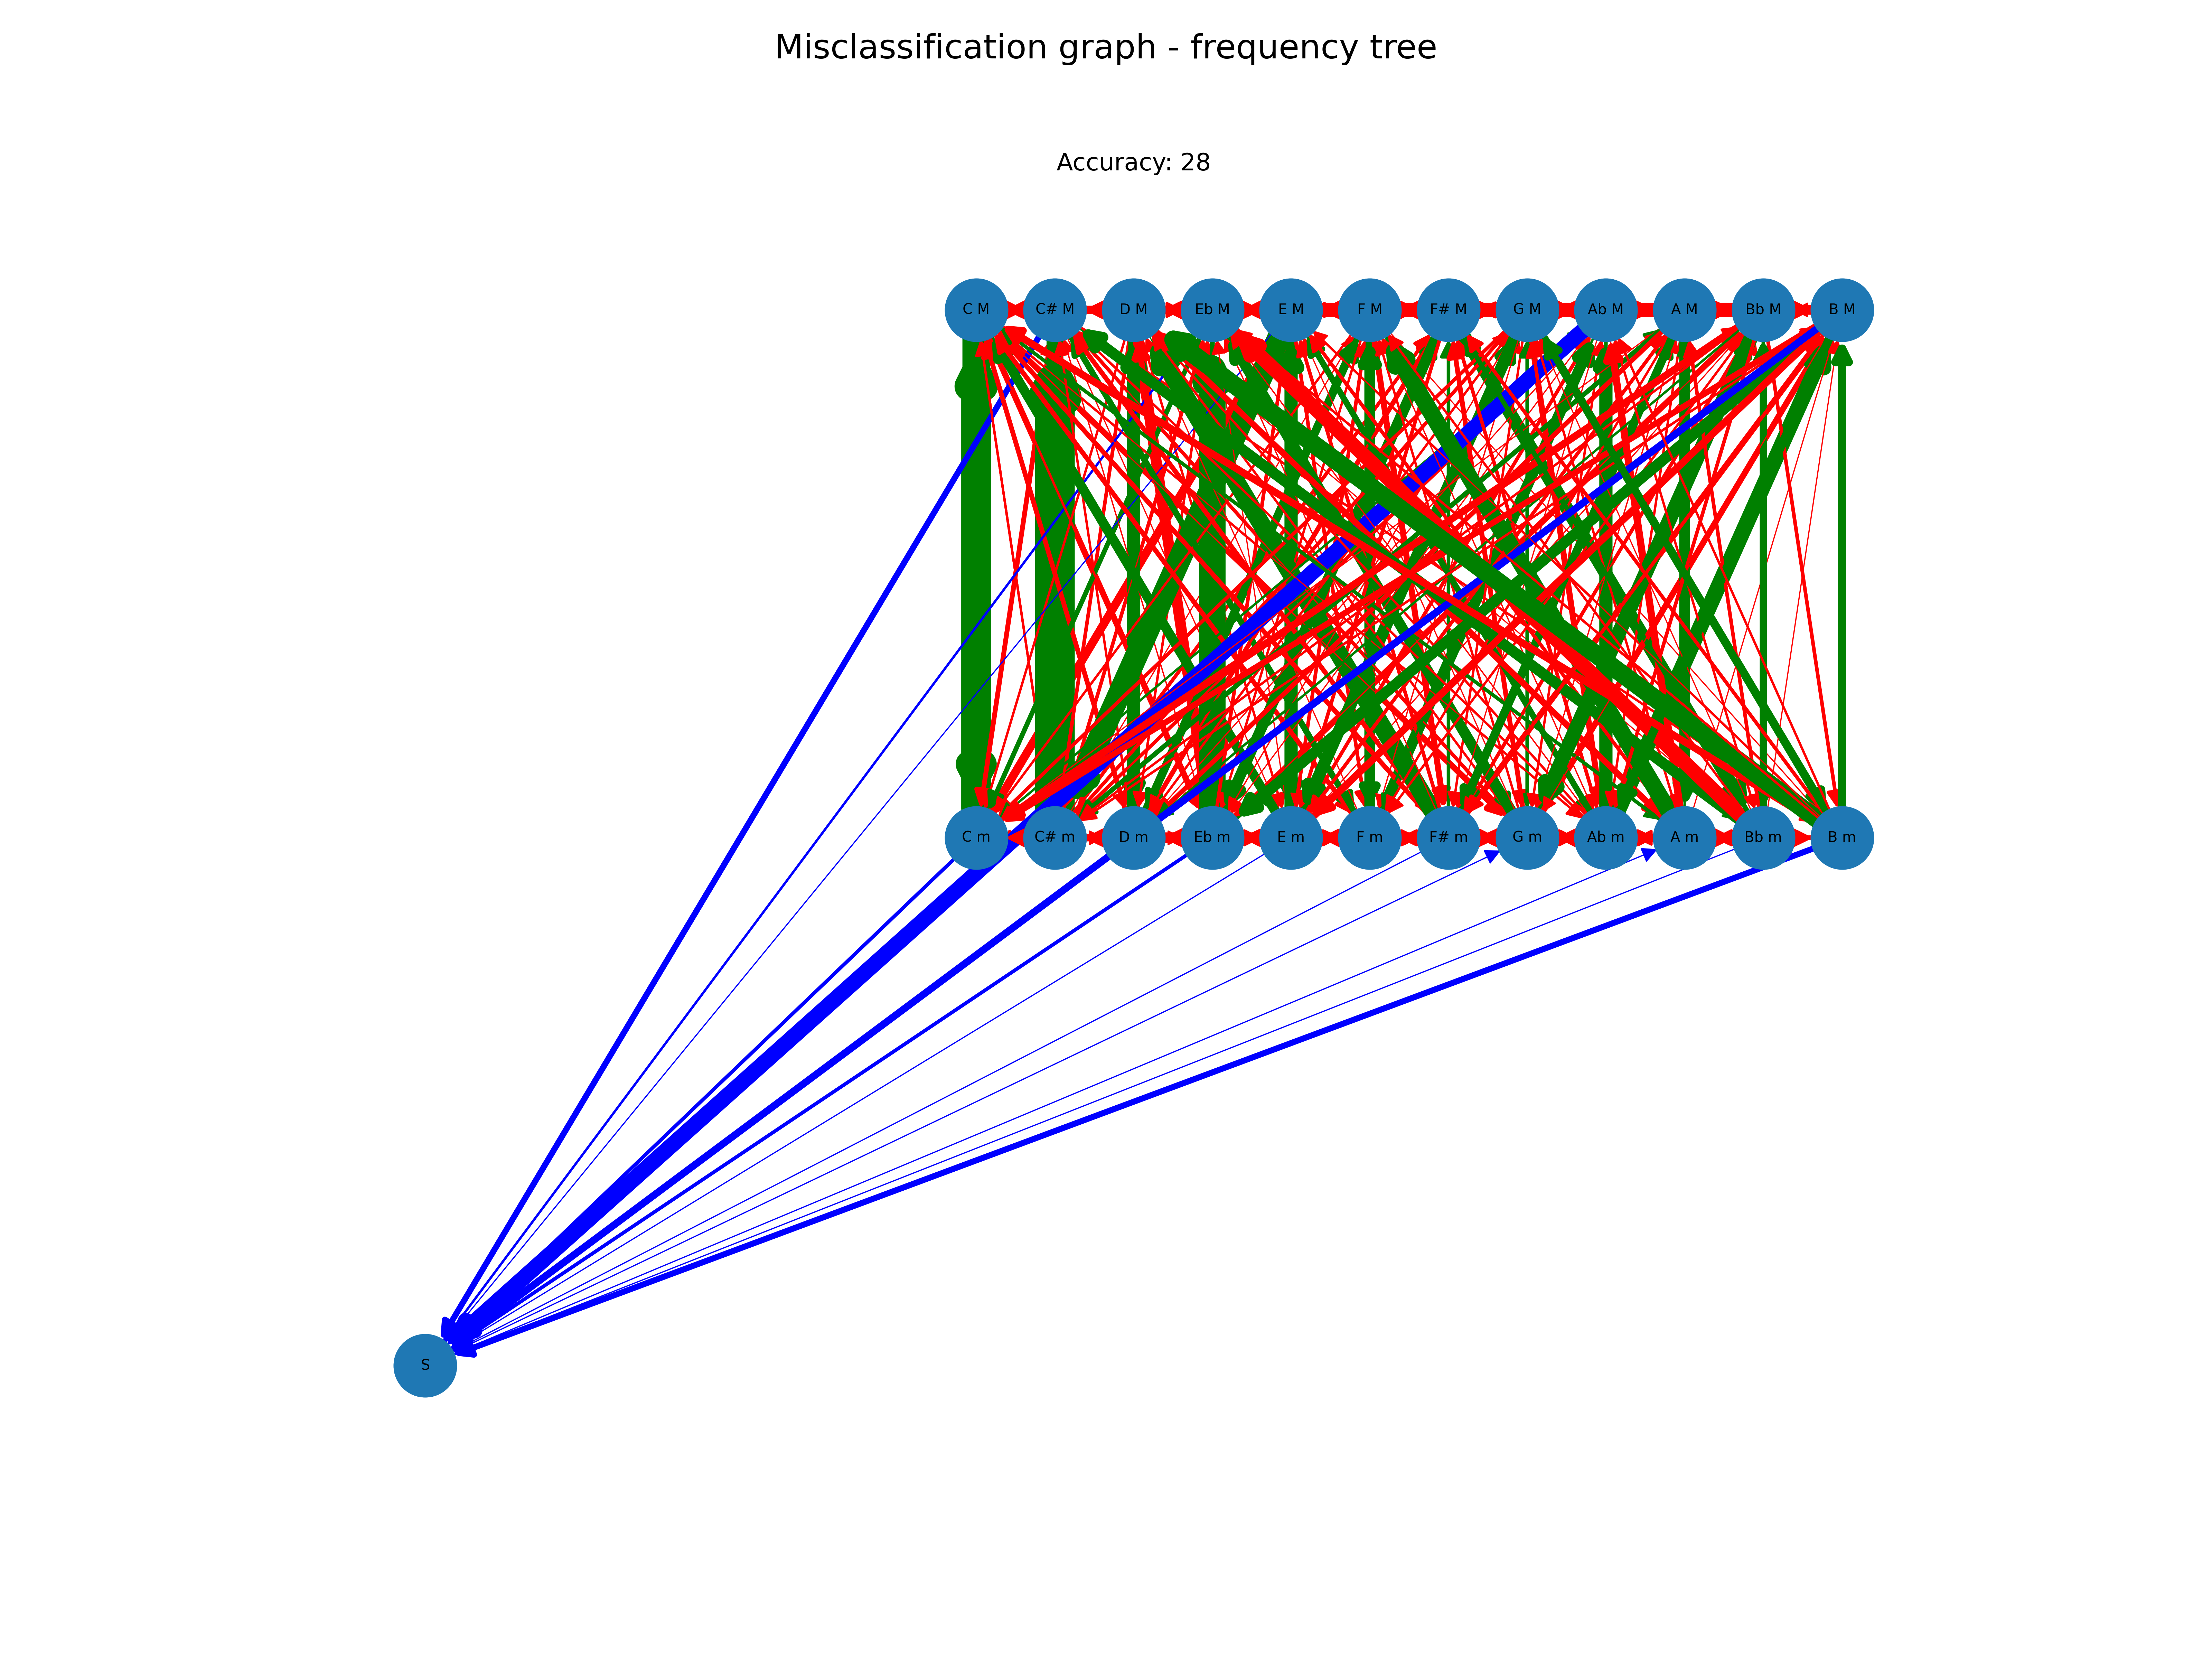 Misclassification graph - frequency tree
Accuracy: 28
C M C# M D M Eb M E M F M F# M G M Ab M A M Bb M B M
C m C# m D m Eb m E m F m F# m G m Ab m A m Bb m B m
S